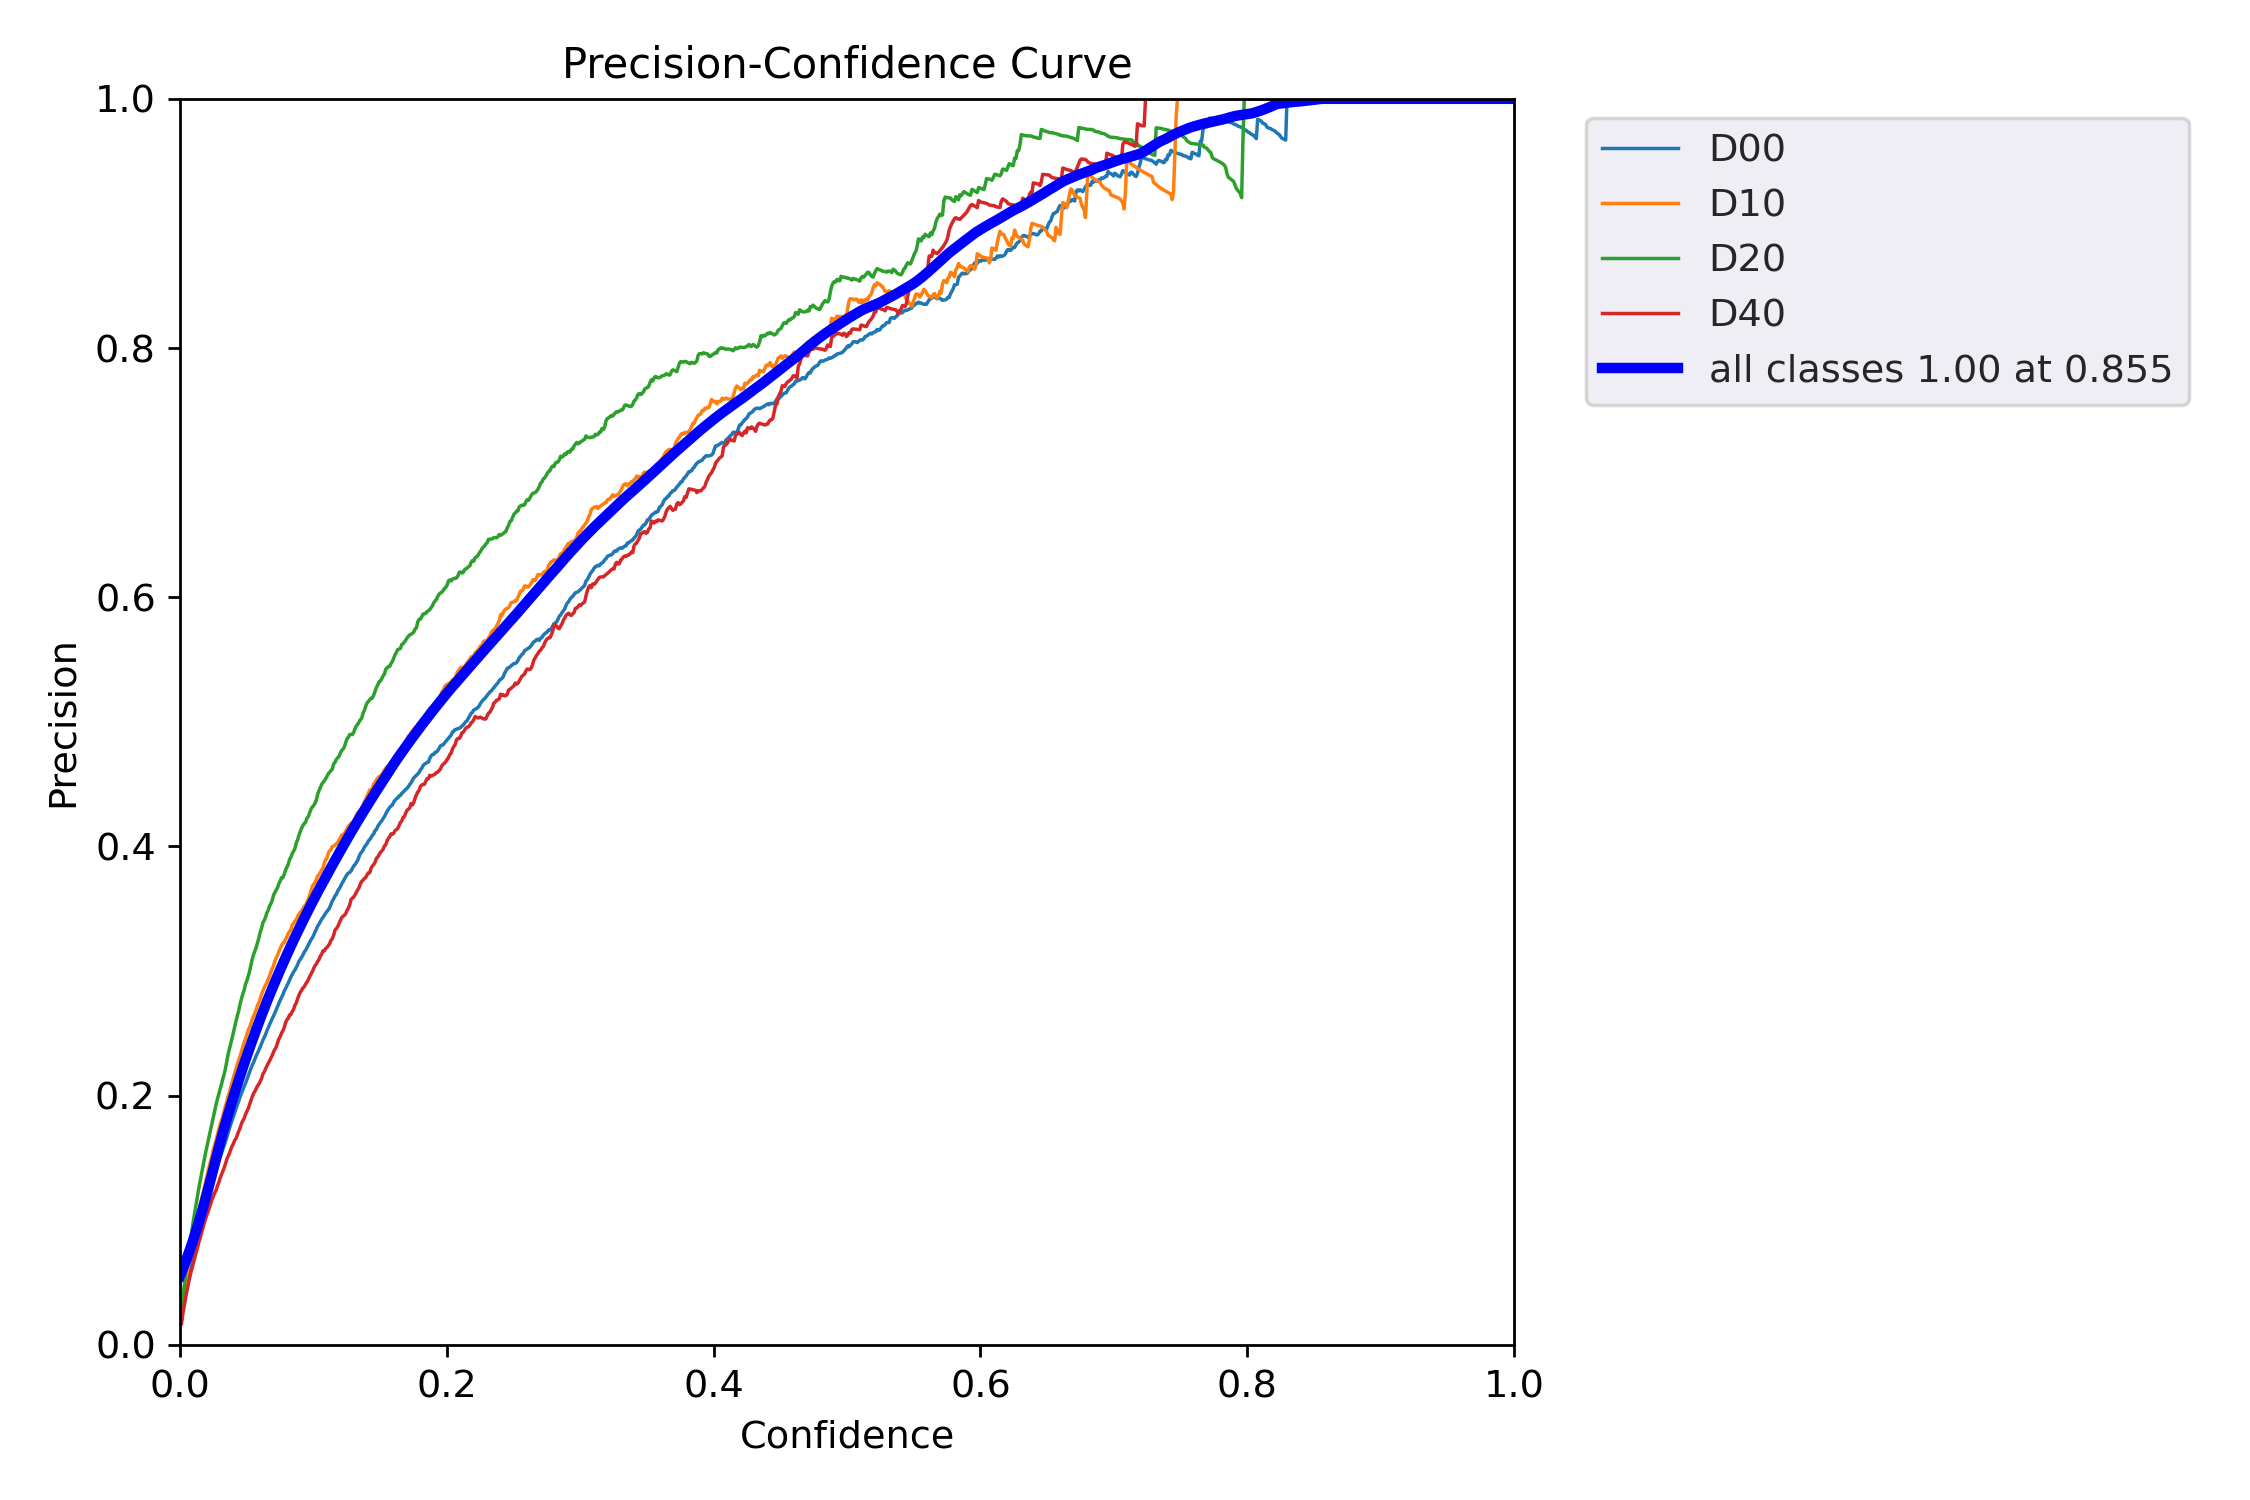 Precision-Confidence Curve
1.0
0.8
0.6
0.4
0.2
0.0
Precision
0.0 0.2 0.4 0.6 0.8 1.0
Confidence
D00
D10
D20
D40
all classes 1.00 at 0.855